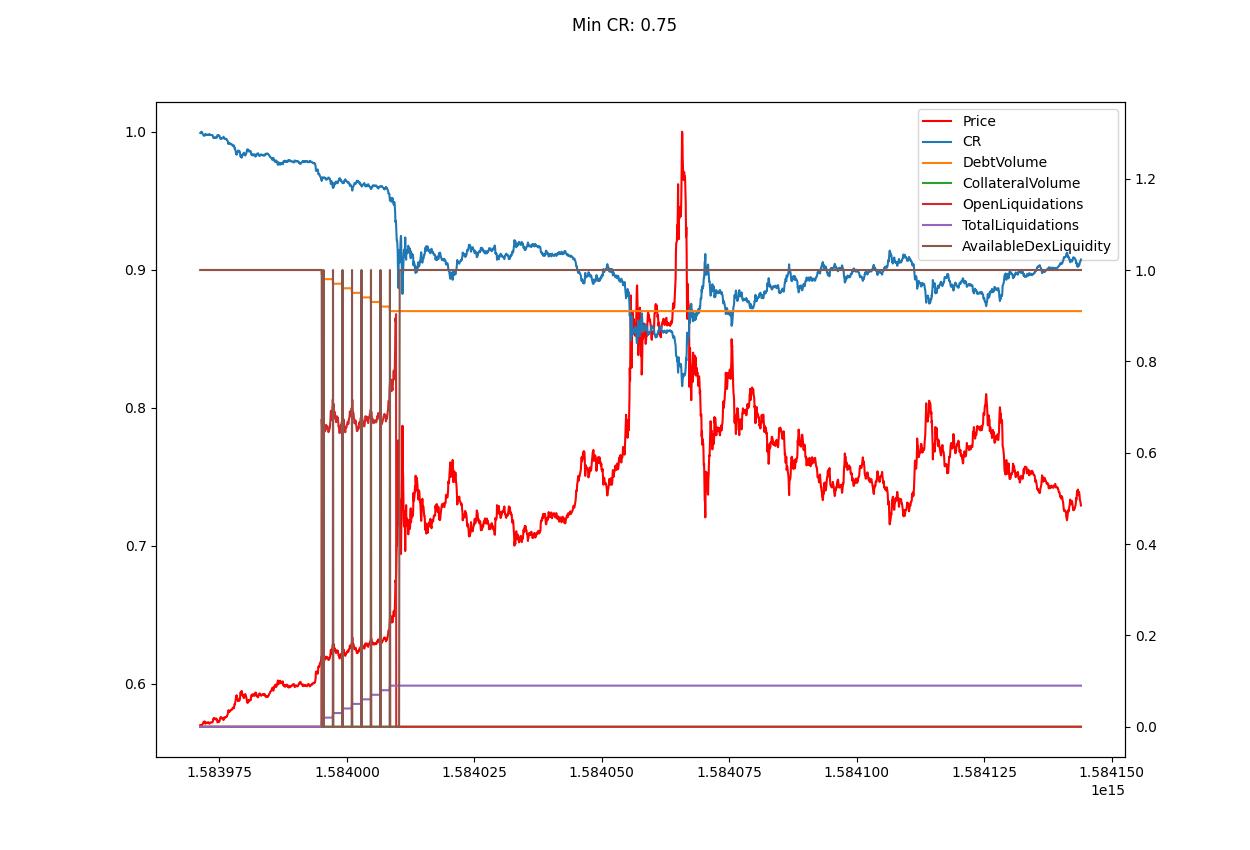 Min CR: 0.75
1.0
0.9
0.8
0.7
0.6
1.2
1.0
0.8
0.6
0.4
0.2
0.0
Price
CR
DebtVolume
CollateralVolume
OpenLiquidations
TotalLiquidations
AvailableDexLiquidity
1.583975 1.584000 1.584025 1.584050 1.584075 1.584100 1.584125 1.584150
1e15